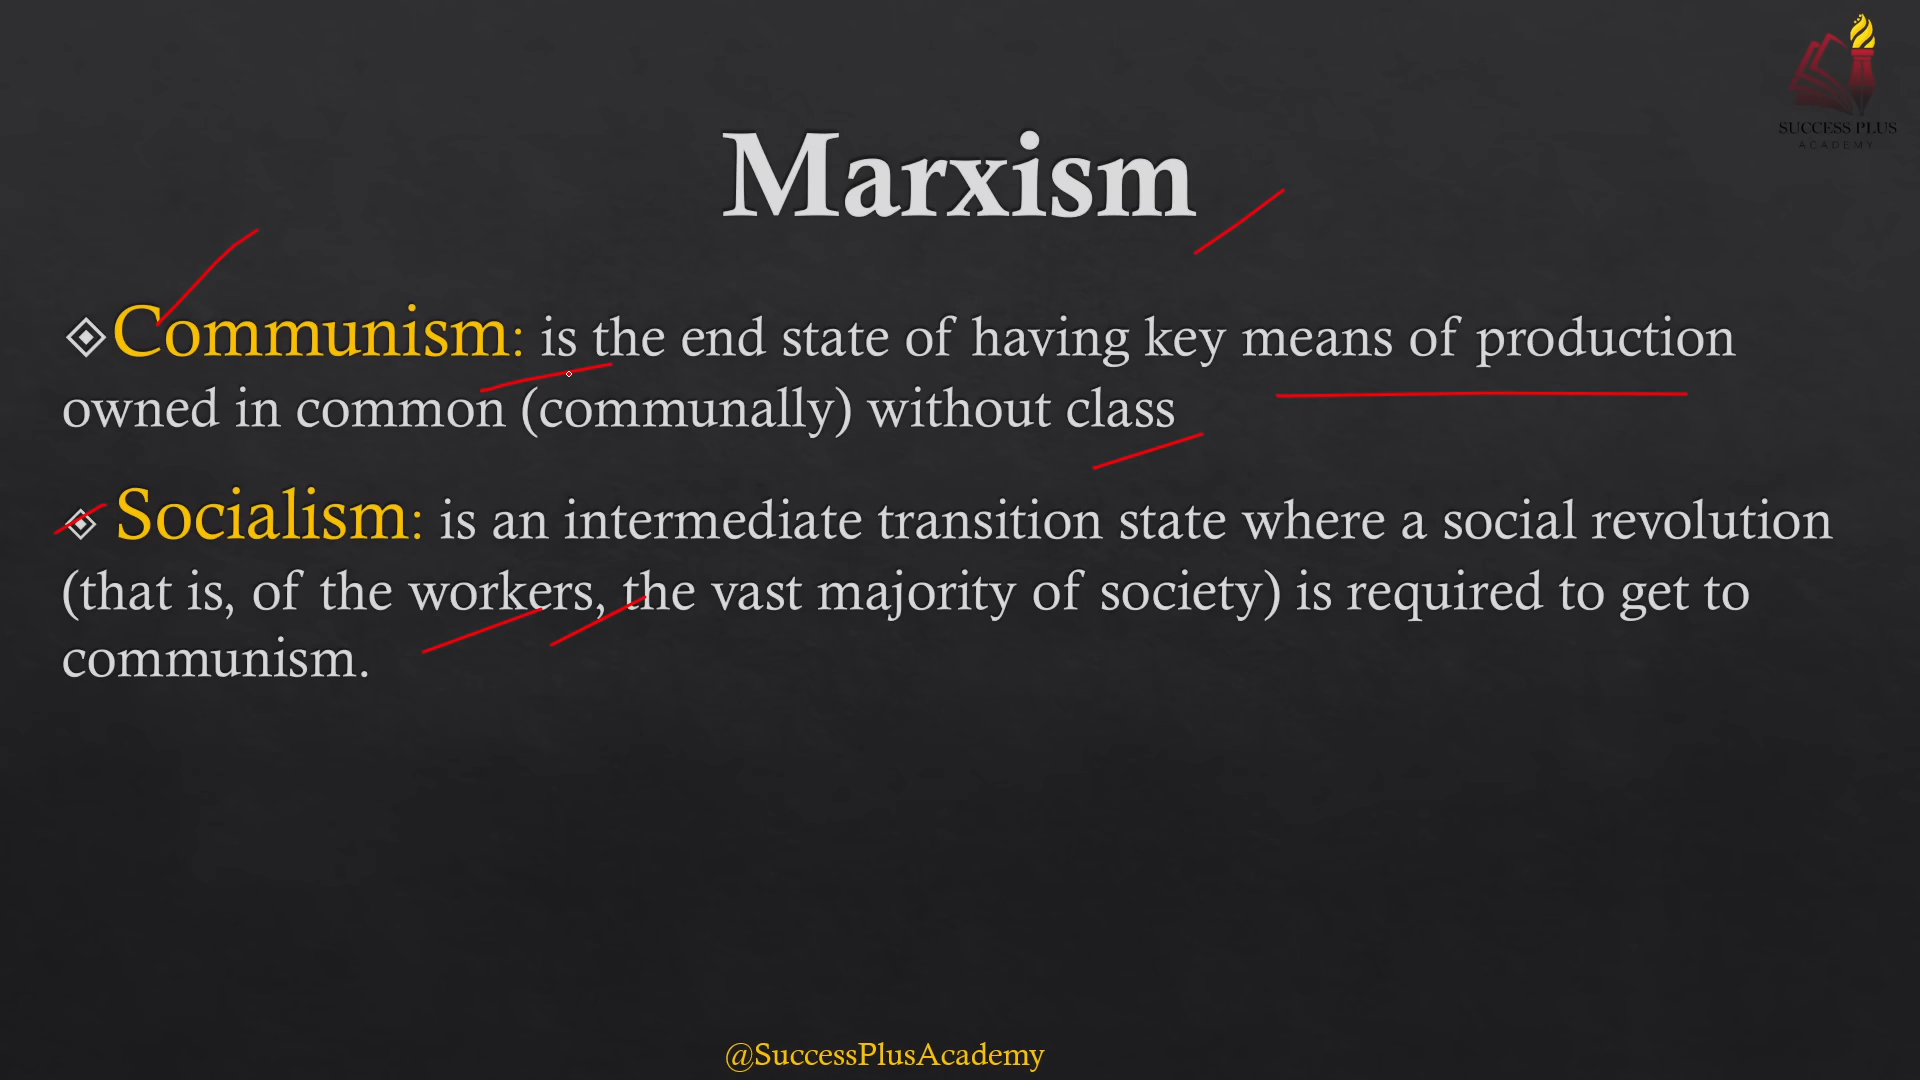 SUCCESS PLUS
ACADEMY
Marxism
Communism: is the end state of having key means of production
owned in common (communally) without class
Socialism: is an intermediate transition state where a social revolution
(that is, of the workers, the vast majority of society) is required to get to
communism.
@SuccessPlusAcademy